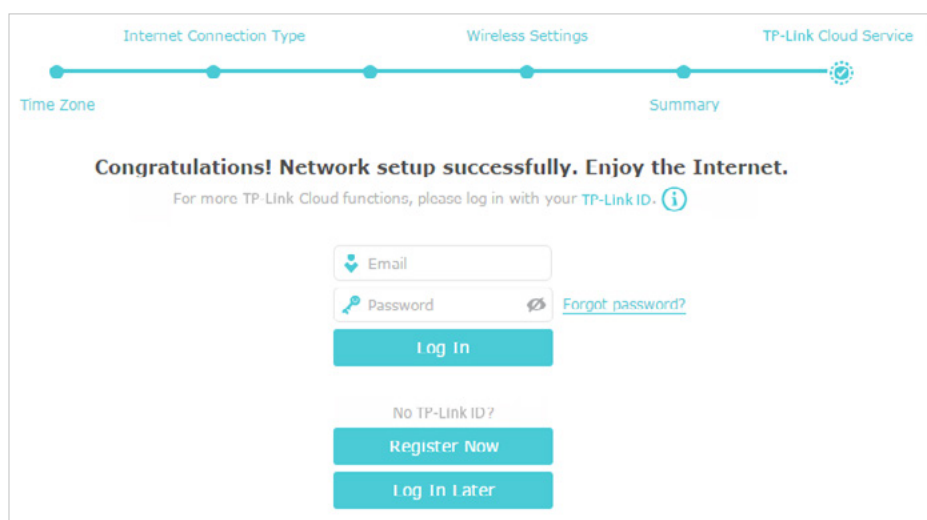 Internet Connection Type Wireless Settings TP-Link Cloud Service
Time Zone Summary
Congratulations! Network setup successfully. Enjoy the Internet.
For more TP-Link Cloud functions, please log in with your TP-Link ID.
Email
Password Forgot password?
Log In
No TP-Link ID?
Register Now
Log In Later